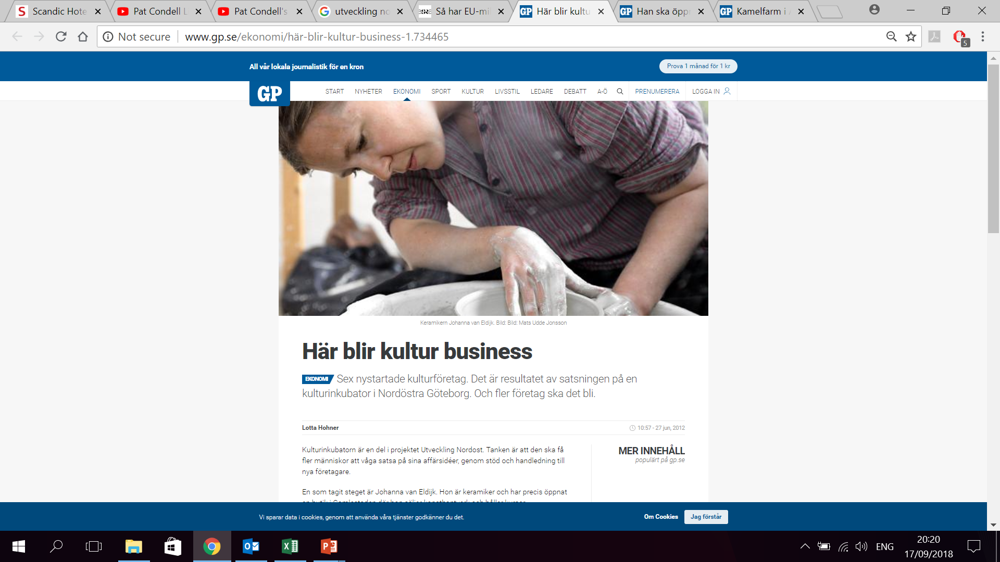 Scandic Hote
Pat Condell L
Pat Condell's
utveckling no
Så har EU-mil
Här blir kultu
Han ska öpp
Kamelfarm i
Not secure
www.gp.se/ekonomi/här-blir-kultur-business-1.734465
5
All vår lokala journalistik för en kron
Prova 1 månad för 1 kr
GP
START NYHETER EKONOMI SPORT KULTUR LIVSSTIL LEDARE DEBATT A-Ö PRENUMERERA LOGGA IN
Keramikern Johanna van Eldijk. Bild: Bild: Mats Udde Jonsson
Här blir kultur business
EKONOMI Sex nystartade kulturföretag. Det är resultatet av satsningen på en
kulturinkubator i Nordöstra Göteborg. Och fler företag ska det bli.
Lotta Hohner
10:57 - 27 jun, 2012
Kulturinkubatorn är en del i projektet Utveckling Nordost. Tanken är att den ska få
fler människor att våga satsa på sina affärsidéer, genom stöd och handledning till
nya företagare.
MER INNEHÅLL
populärt på gp.se
En som tagit steget är Johanna van Eldijk. Hon är keramiker och har precis öppnat
Vi sparar data i cookies, genom att använda våra tjänster godkänner du det.
Om Cookies
Jag förstår
ENG
20:20
17/09/2018